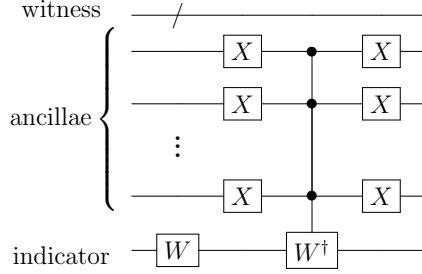 witness
X X
X X
ancillae
⋮
X X
indicator W W†